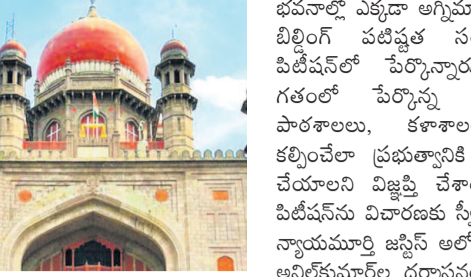 భవనాల్లో ఎక్కడా అగ్నిమా
బిల్డింగ్ పటిష్టత స
పిటీషన్‌లో పేర్కొన్నార
గతంలో పేర్కొన్న
పాఠశాలలు, కళాశాల
కల్పించేలా ప్రభుత్వానికి
చేయాలని విజ్ఞప్తి చేశా
పిటీషన్‌ను విచారణకు సీ
న్యాయమూర్తి జస్టిస్ అలో
అనిల్‌కుమార్‌ల ధర్మాసన